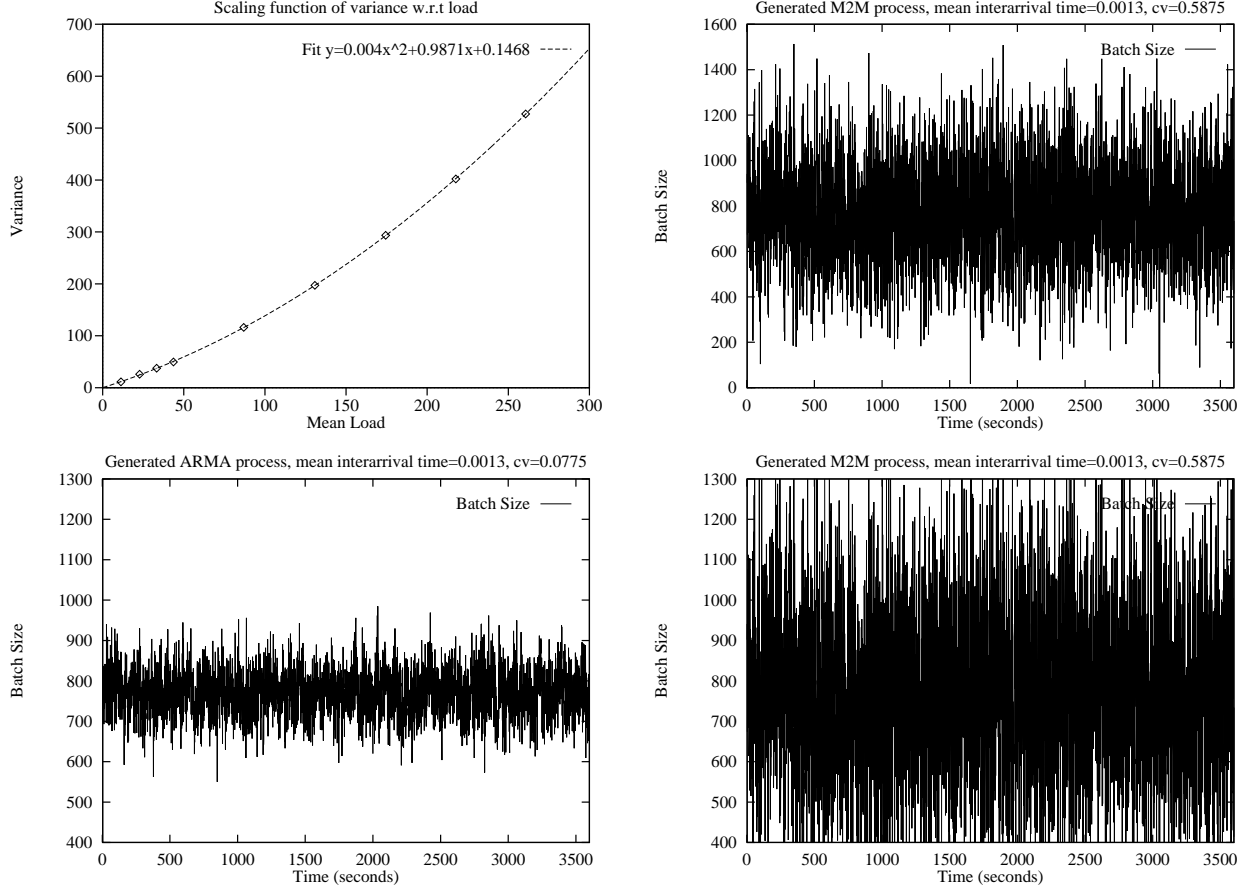 Scaling function of variance w.r.t load
700
600
500
400
300
200
100
0
Variance
Fit y=0.004x^2+0.9871x+0.1468
0 50 100 150 200 250 300
Mean Load
Generated M2M process, mean interarrival time=0.0013, cv=0.5875
1600
1400
1200
1000
800
600
400
200
0
Batch Size
Batch Size
0 500 1000 1500 2000 2500 3000 3500
Time (seconds)
Generated ARMA process, mean interarrival time=0.0013, cv=0.0775
1300
1200
1100
1000
900
800
700
600
500
400
Batch Size
Batch Size
0 500 1000 1500 2000 2500 3000 3500
Time (seconds)
Generated M2M process, mean interarrival time=0.0013, cv=0.5875
1300
1200
1100
1000
900
800
700
600
500
400
Batch Size
Batch Size
0 500 1000 1500 2000 2500 3000 3500
Time (seconds)